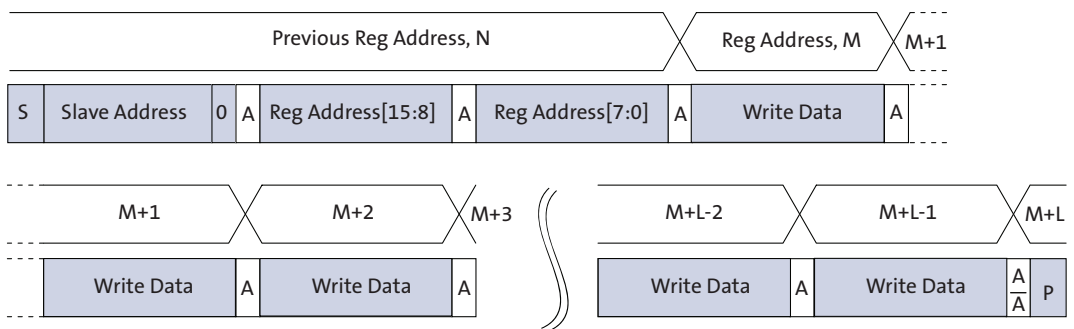 Previous Reg Address, N Reg Address, M M+1
S Slave Address 0 A Reg Address[15:8] A Reg Address[7:0] A Write Data A
M+1 M+2 M+3 M+L-2 M+L-1 M+L
Write Data A Write Data A Write Data A Write Data A/A̅ P